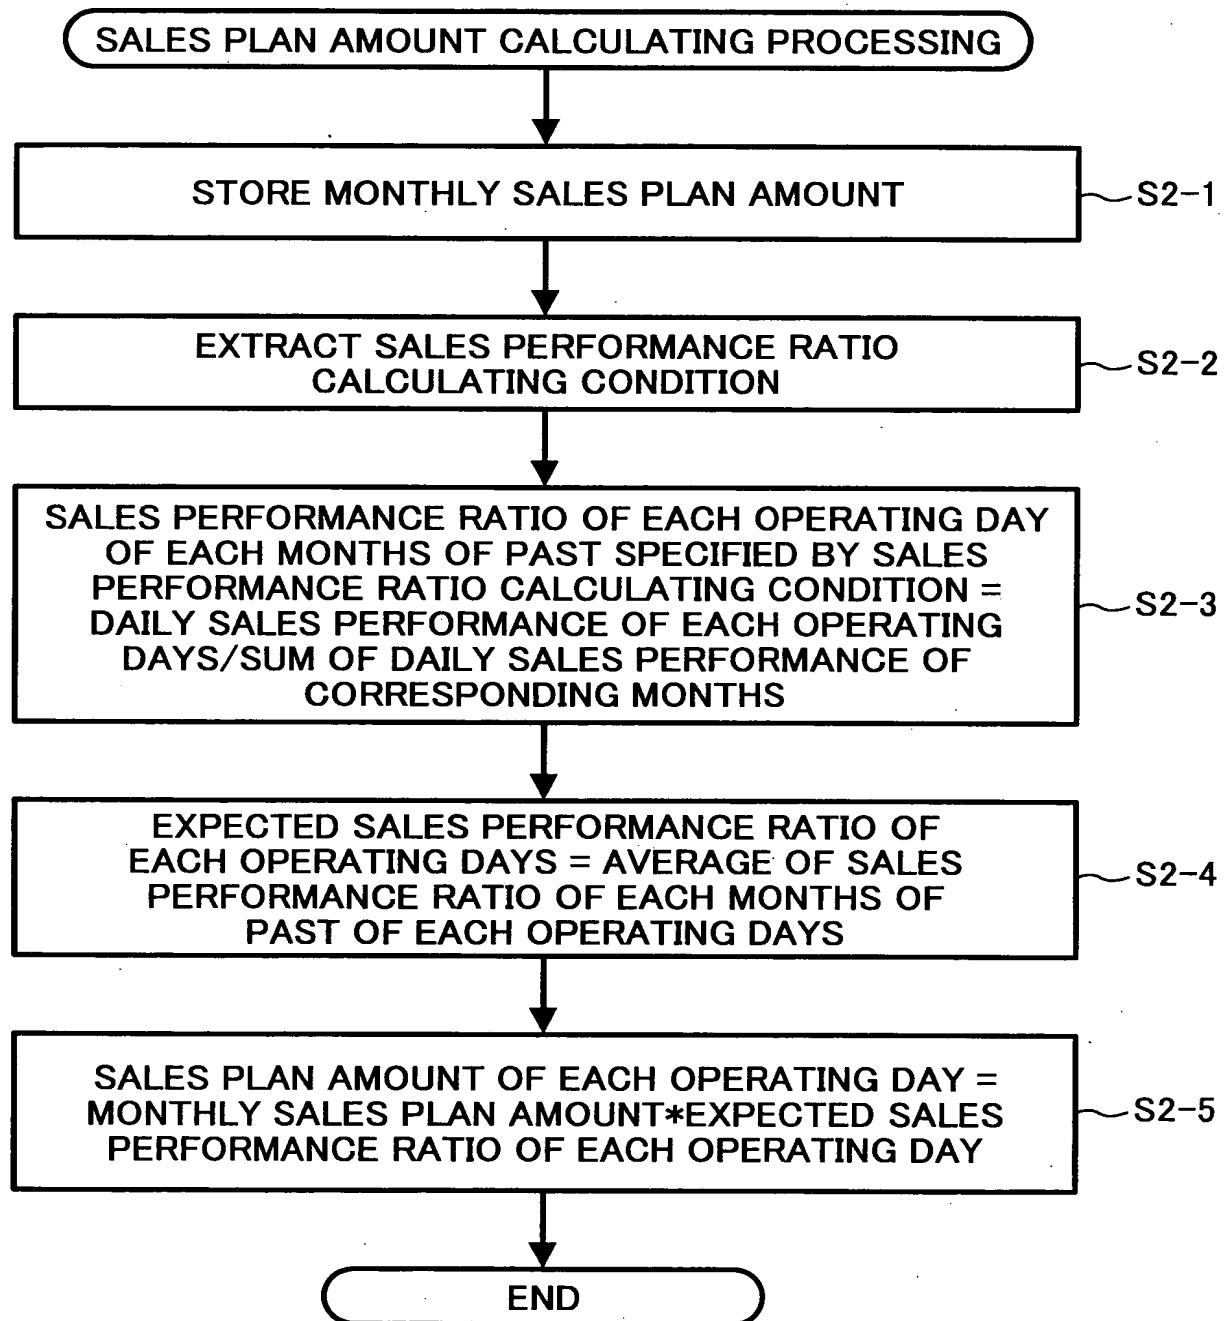 SALES PLAN AMOUNT CALCULATING PROCESSING
STORE MONTHLY SALES PLAN AMOUNT
S2-1
EXTRACT SALES PERFORMANCE RATIO
CALCULATING CONDITION
S2-2
SALES PERFORMANCE RATIO OF EACH OPERATING DAY
OF EACH MONTHS OF PAST SPECIFIED BY SALES
PERFORMANCE RATIO CALCULATING CONDITION =
DAILY SALES PERFORMANCE OF EACH OPERATING
DAYS/SUM OF DAILY SALES PERFORMANCE OF
CORRESPONDING MONTHS
S2-3
EXPECTED SALES PERFORMANCE RATIO OF
EACH OPERATING DAYS = AVERAGE OF SALES
PERFORMANCE RATIO OF EACH MONTHS OF
PAST OF EACH OPERATING DAYS
S2-4
SALES PLAN AMOUNT OF EACH OPERATING DAY =
MONTHLY SALES PLAN AMOUNT*EXPECTED SALES
PERFORMANCE RATIO OF EACH OPERATING DAY
S2-5
END